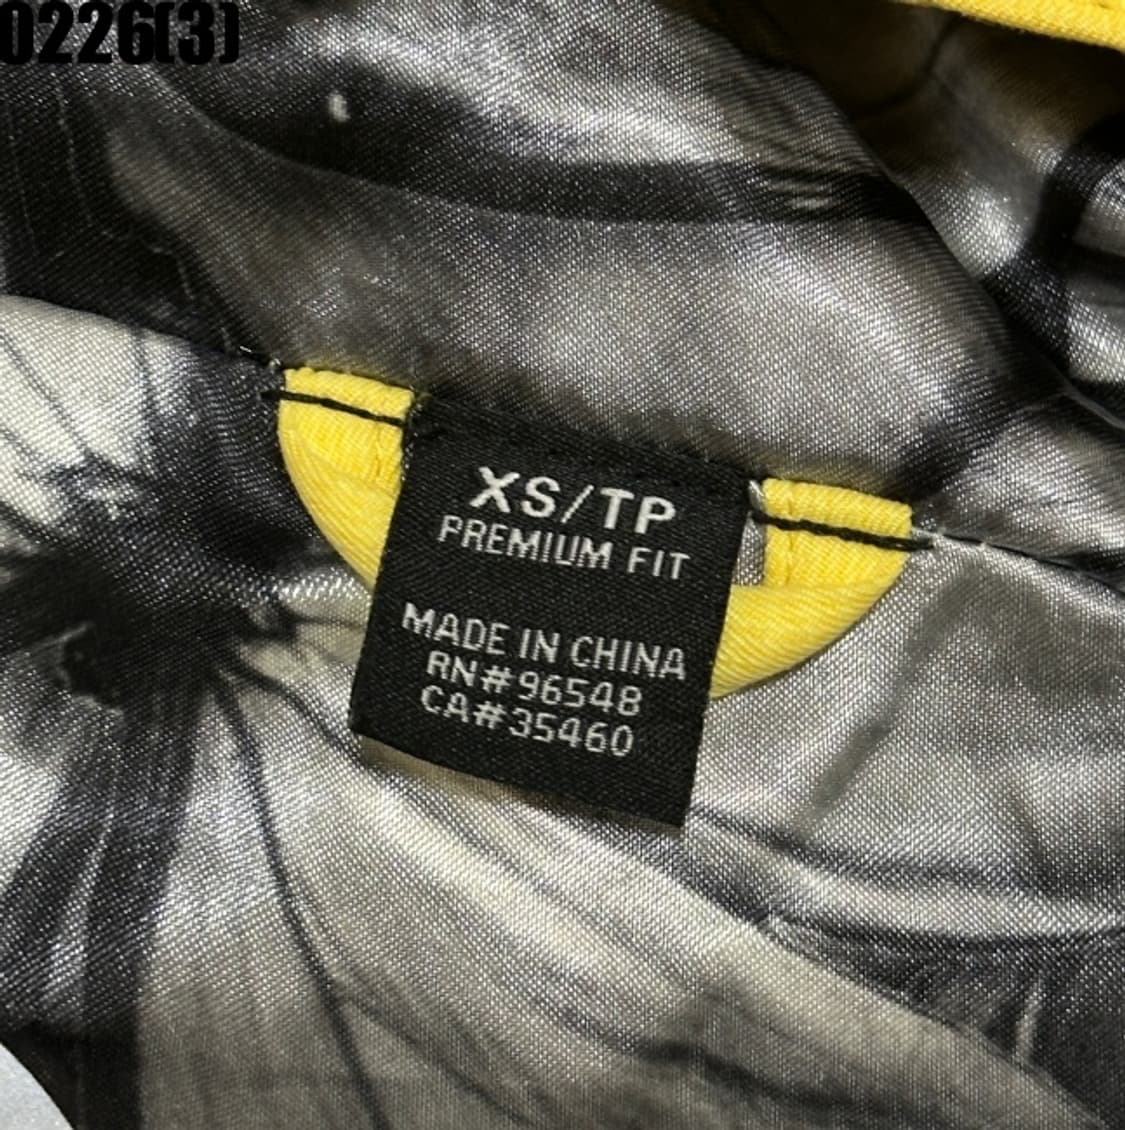 0226(3)
XS/TP
PREMIUM FIT
MADE IN CHINA
RN#96548
CA#35460